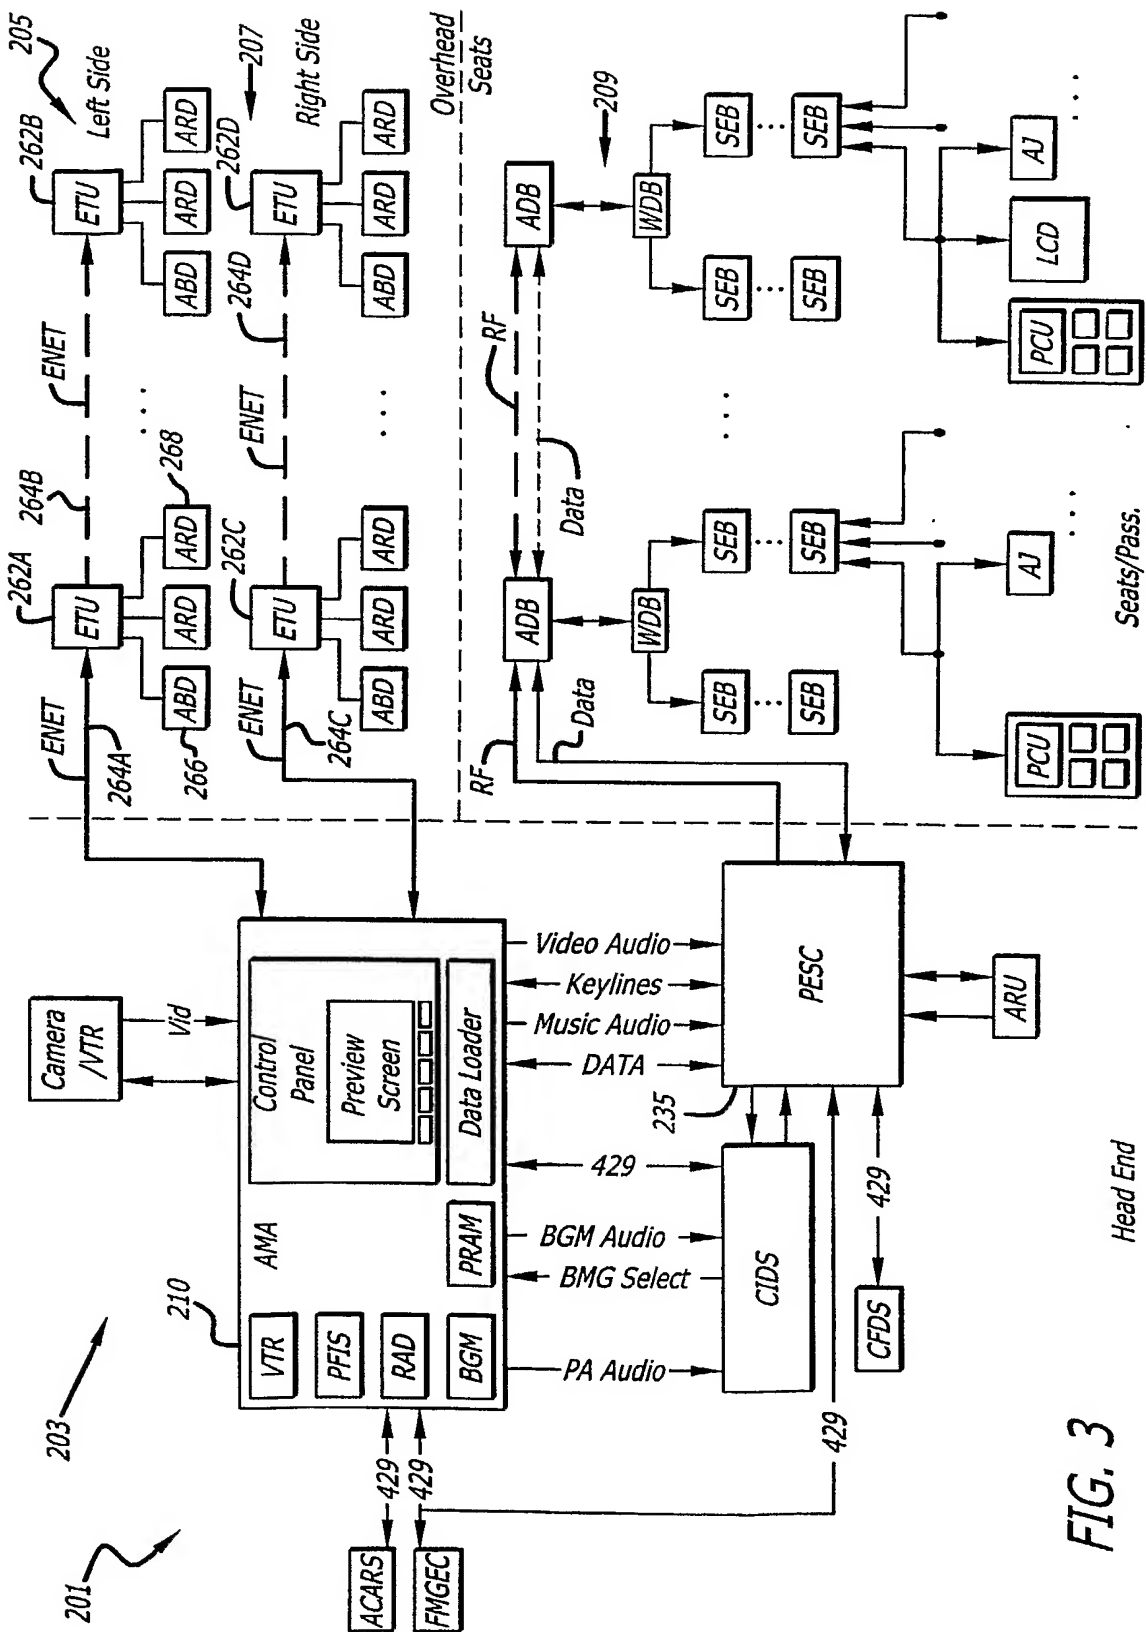 201
203
210
ACARS
FMGEC
429
429
429
VTR
PFIS
RAD
BGM
AMA
PRAM
Control
Panel
Preview
Screen
Data Loader
Camera
/VTR
Vid
PA Audio
BMG Select
BGM Audio
429
DATA
Music Audio
Keylines
Video Audio
CIDS
CFDS
429
235
PESC
ARU
Head End
FIG. 3
ENET
264A
262A
ETU
ABD
ARD
ARD
266
268
264B
ENET
262B
ETU
ABD
ARD
ARD
205
Left Side
...
ENET
264C
262C
ETU
ABD
ARD
ARD
ENET
264D
262D
ETU
ABD
ARD
ARD
207
Right Side
...
Overhead
Seats
RF
Data
ADB
RF
Data
ADB
209
WDB
SEB
...
SEB
SEB
...
SEB
...
WDB
SEB
...
SEB
SEB
...
SEB
PCU
AJ
...
PCU
LCD
AJ
...
Seats/Pass.